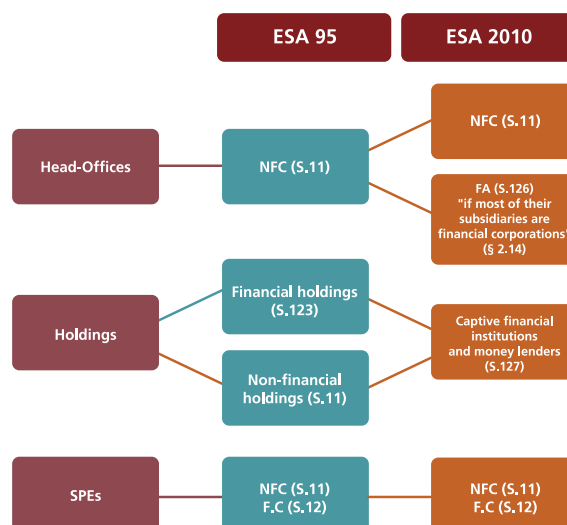 ESA 95
ESA 2010
Head-Offices
NFC (S.11)
NFC (S.11)
FA (S.126)
"if most of their
subsidiaries are
financial corporations"
(§ 2.14)
Holdings
Financial holdings
(S.123)
Non-financial
holdings (S.11)
Captive financial
institutions
and money lenders
(S.127)
SPEs
NFC (S.11)
F.C (S.12)
NFC (S.11)
F.C (S.12)